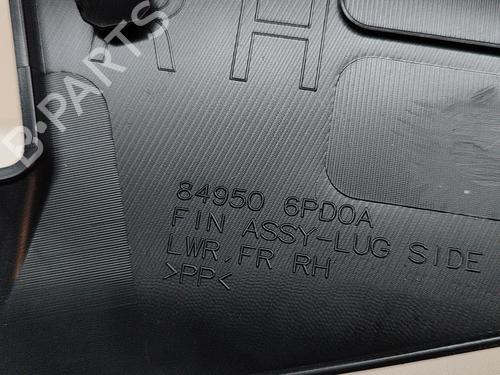 B-PARTS
H
84950 6PD0A
FIN ASSY-LUG SIDE
LWR,FR RH
>PP<